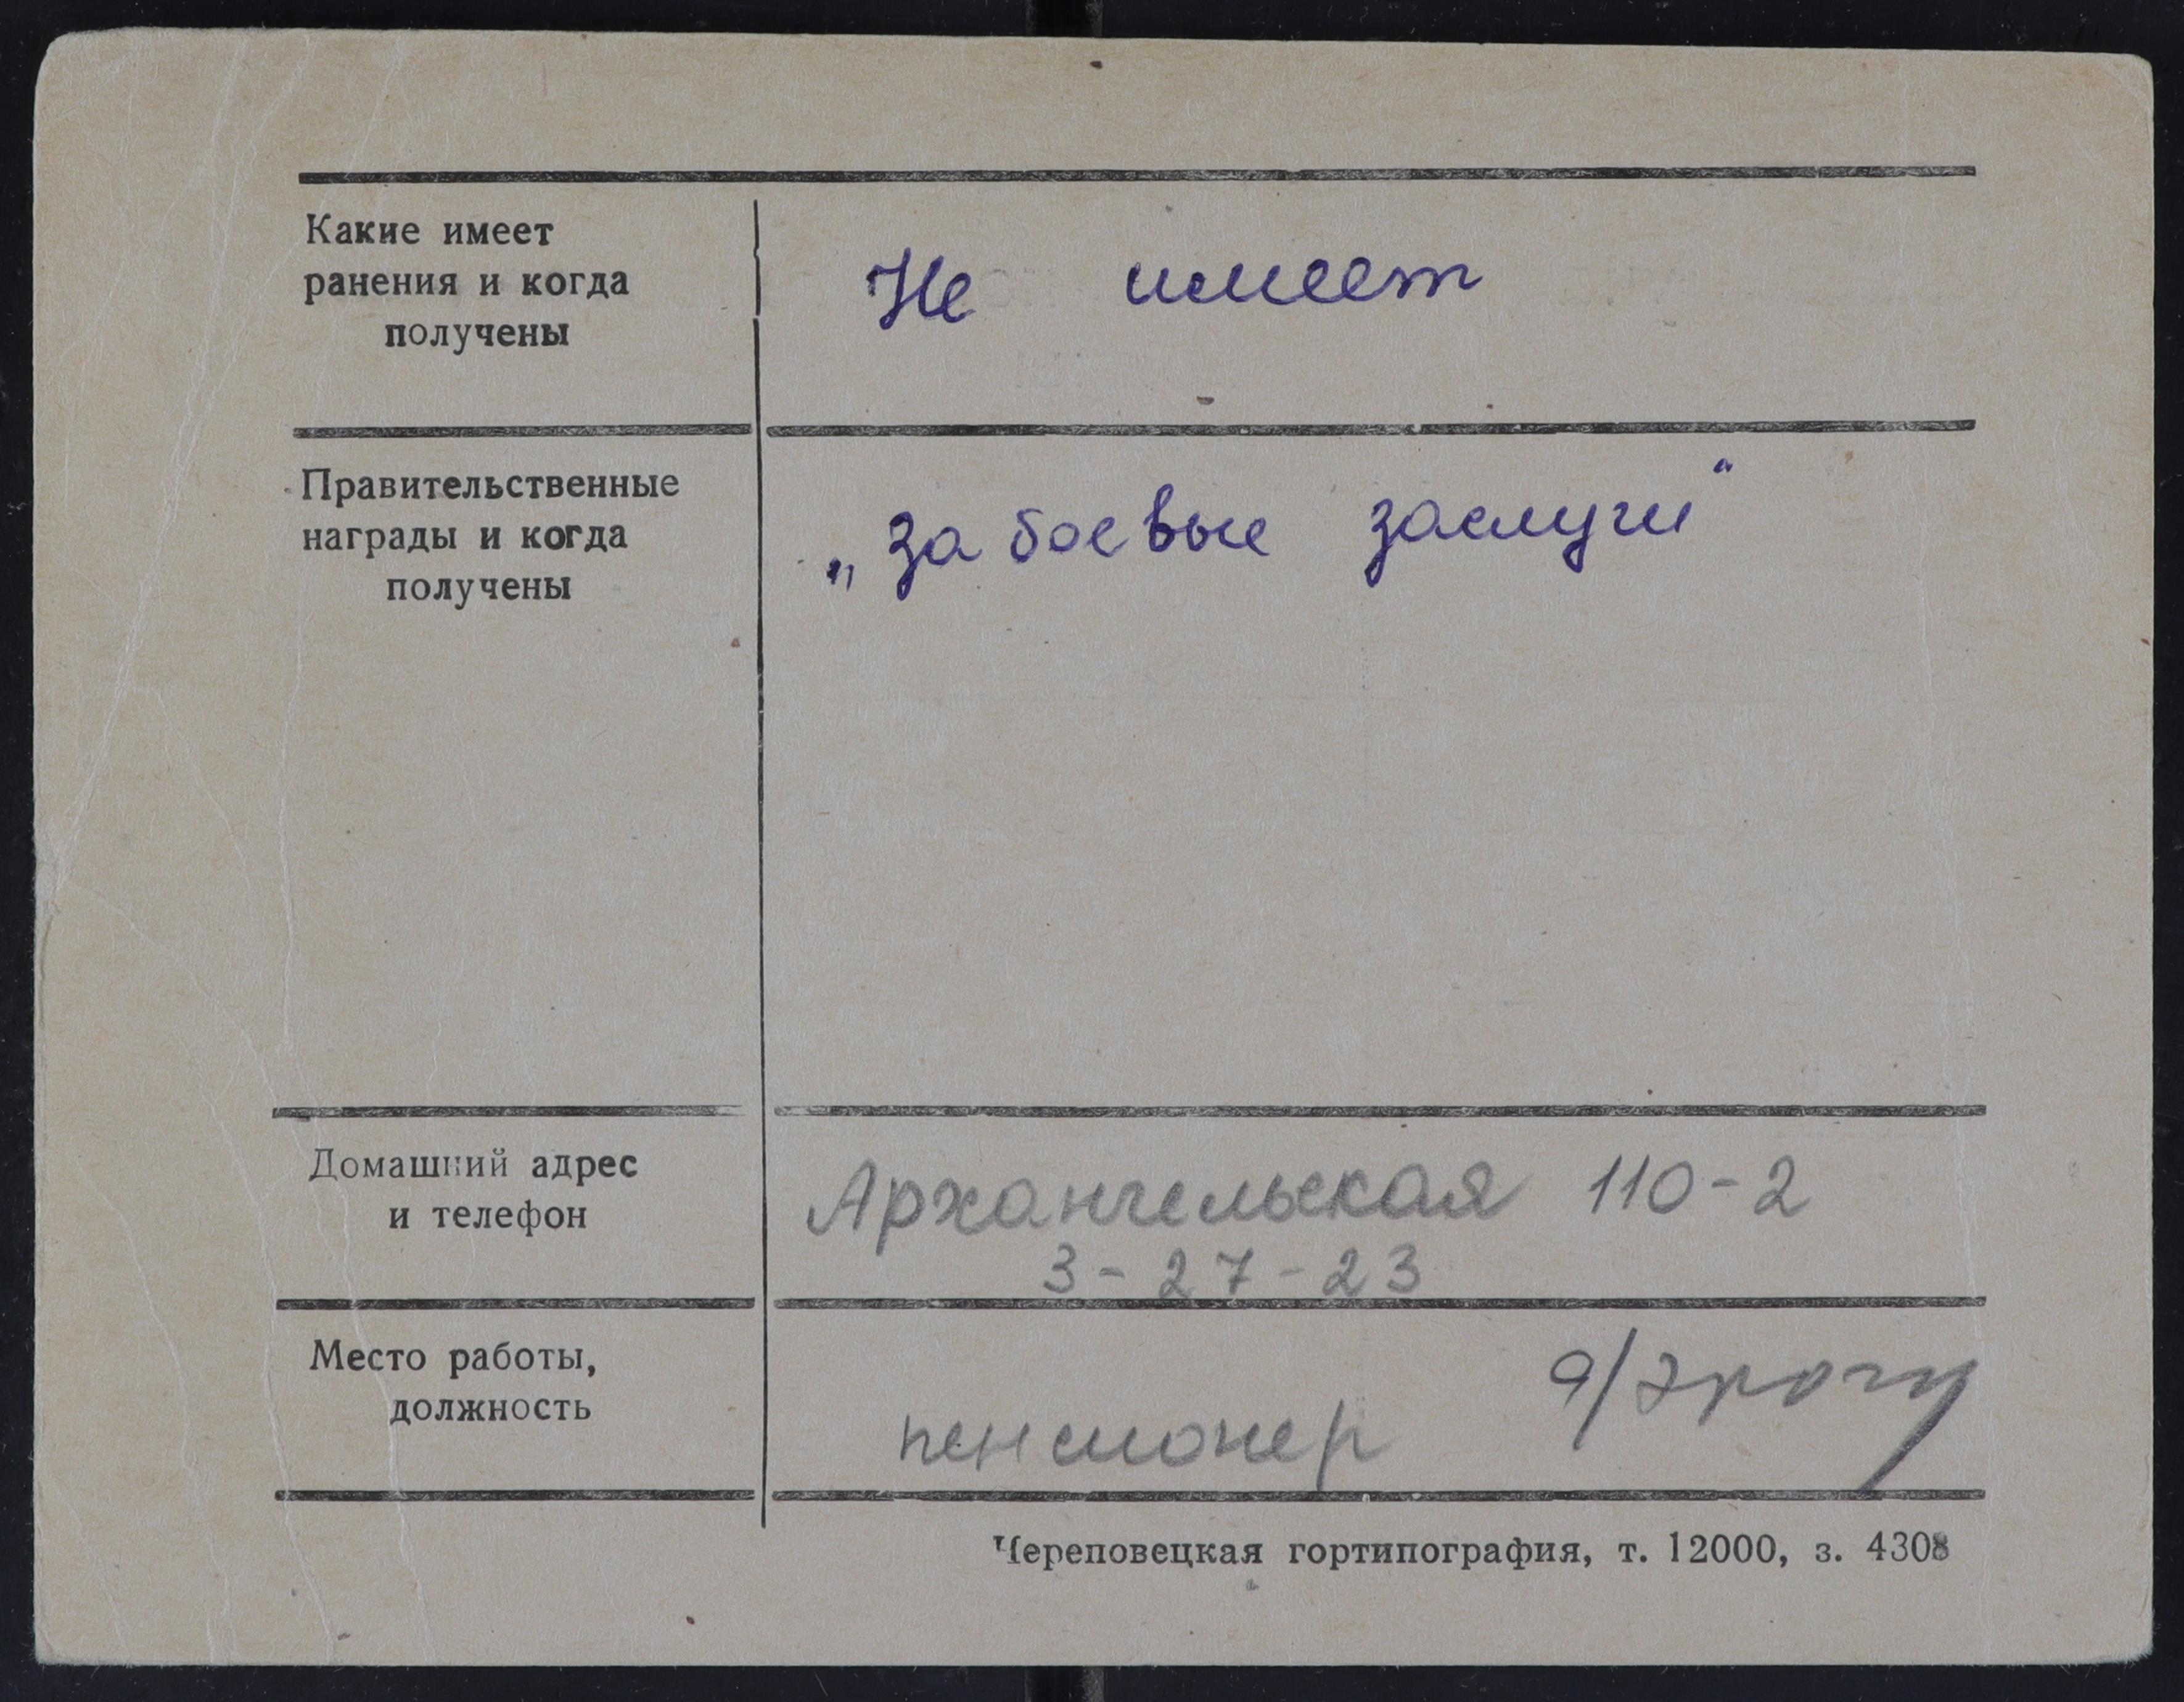 Какие имеет
ранения и когда
получены
Не имеет
Правительственные
награды и когда
получены
„За боевые заслуги“
Домашний адрес
и телефон
Архангельская 110-2
3-27-23
Место работы,
должность
пенсионер
Череповецкая гортипография, т. 12000, з. 4308